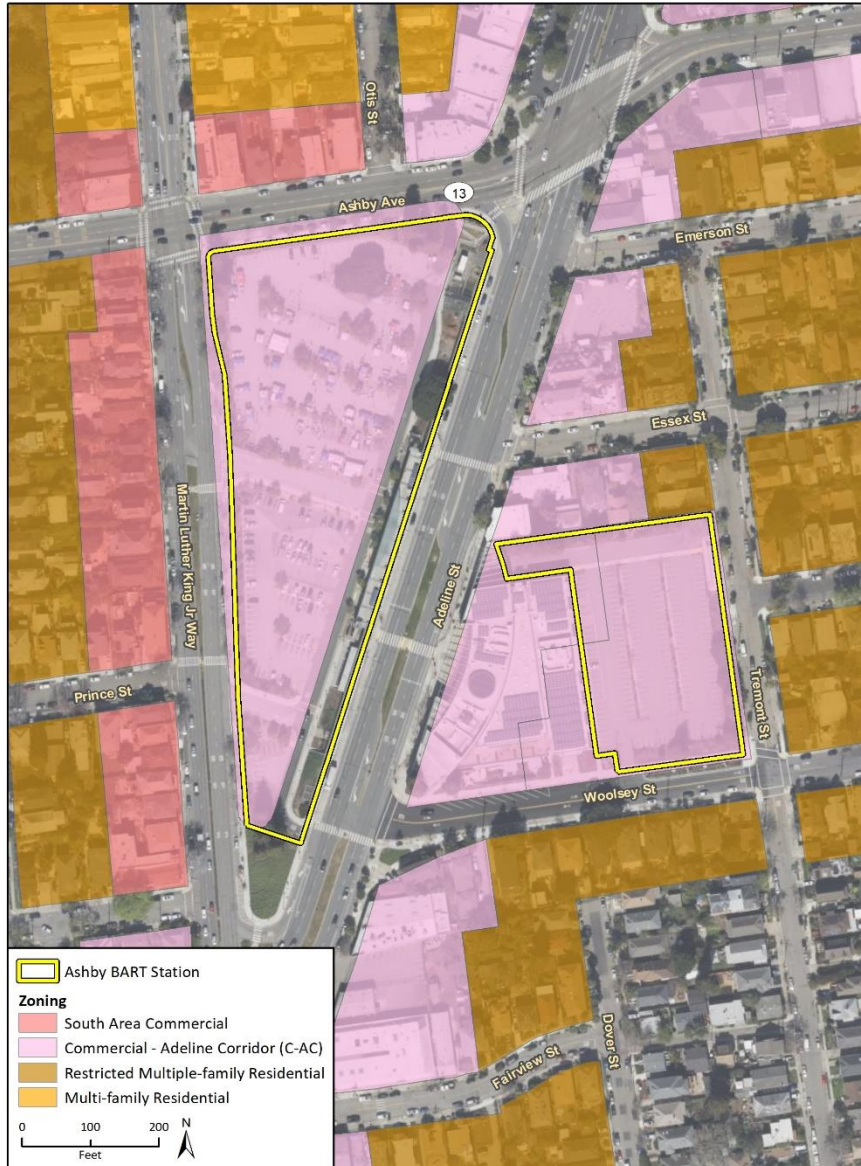 Otis St
13
Ashby Ave
Emerson St
Essex St
Martin Luther King Jr Way
Adeline St
Prince St
Tremont St
Woolsey St
Dover St
Fairview St
Ashby BART Station
Zoning
South Area Commercial
Commercial - Adeline Corridor (C-AC)
Restricted Multiple-family Residential
Multi-family Residential
0 100 200
Feet
N